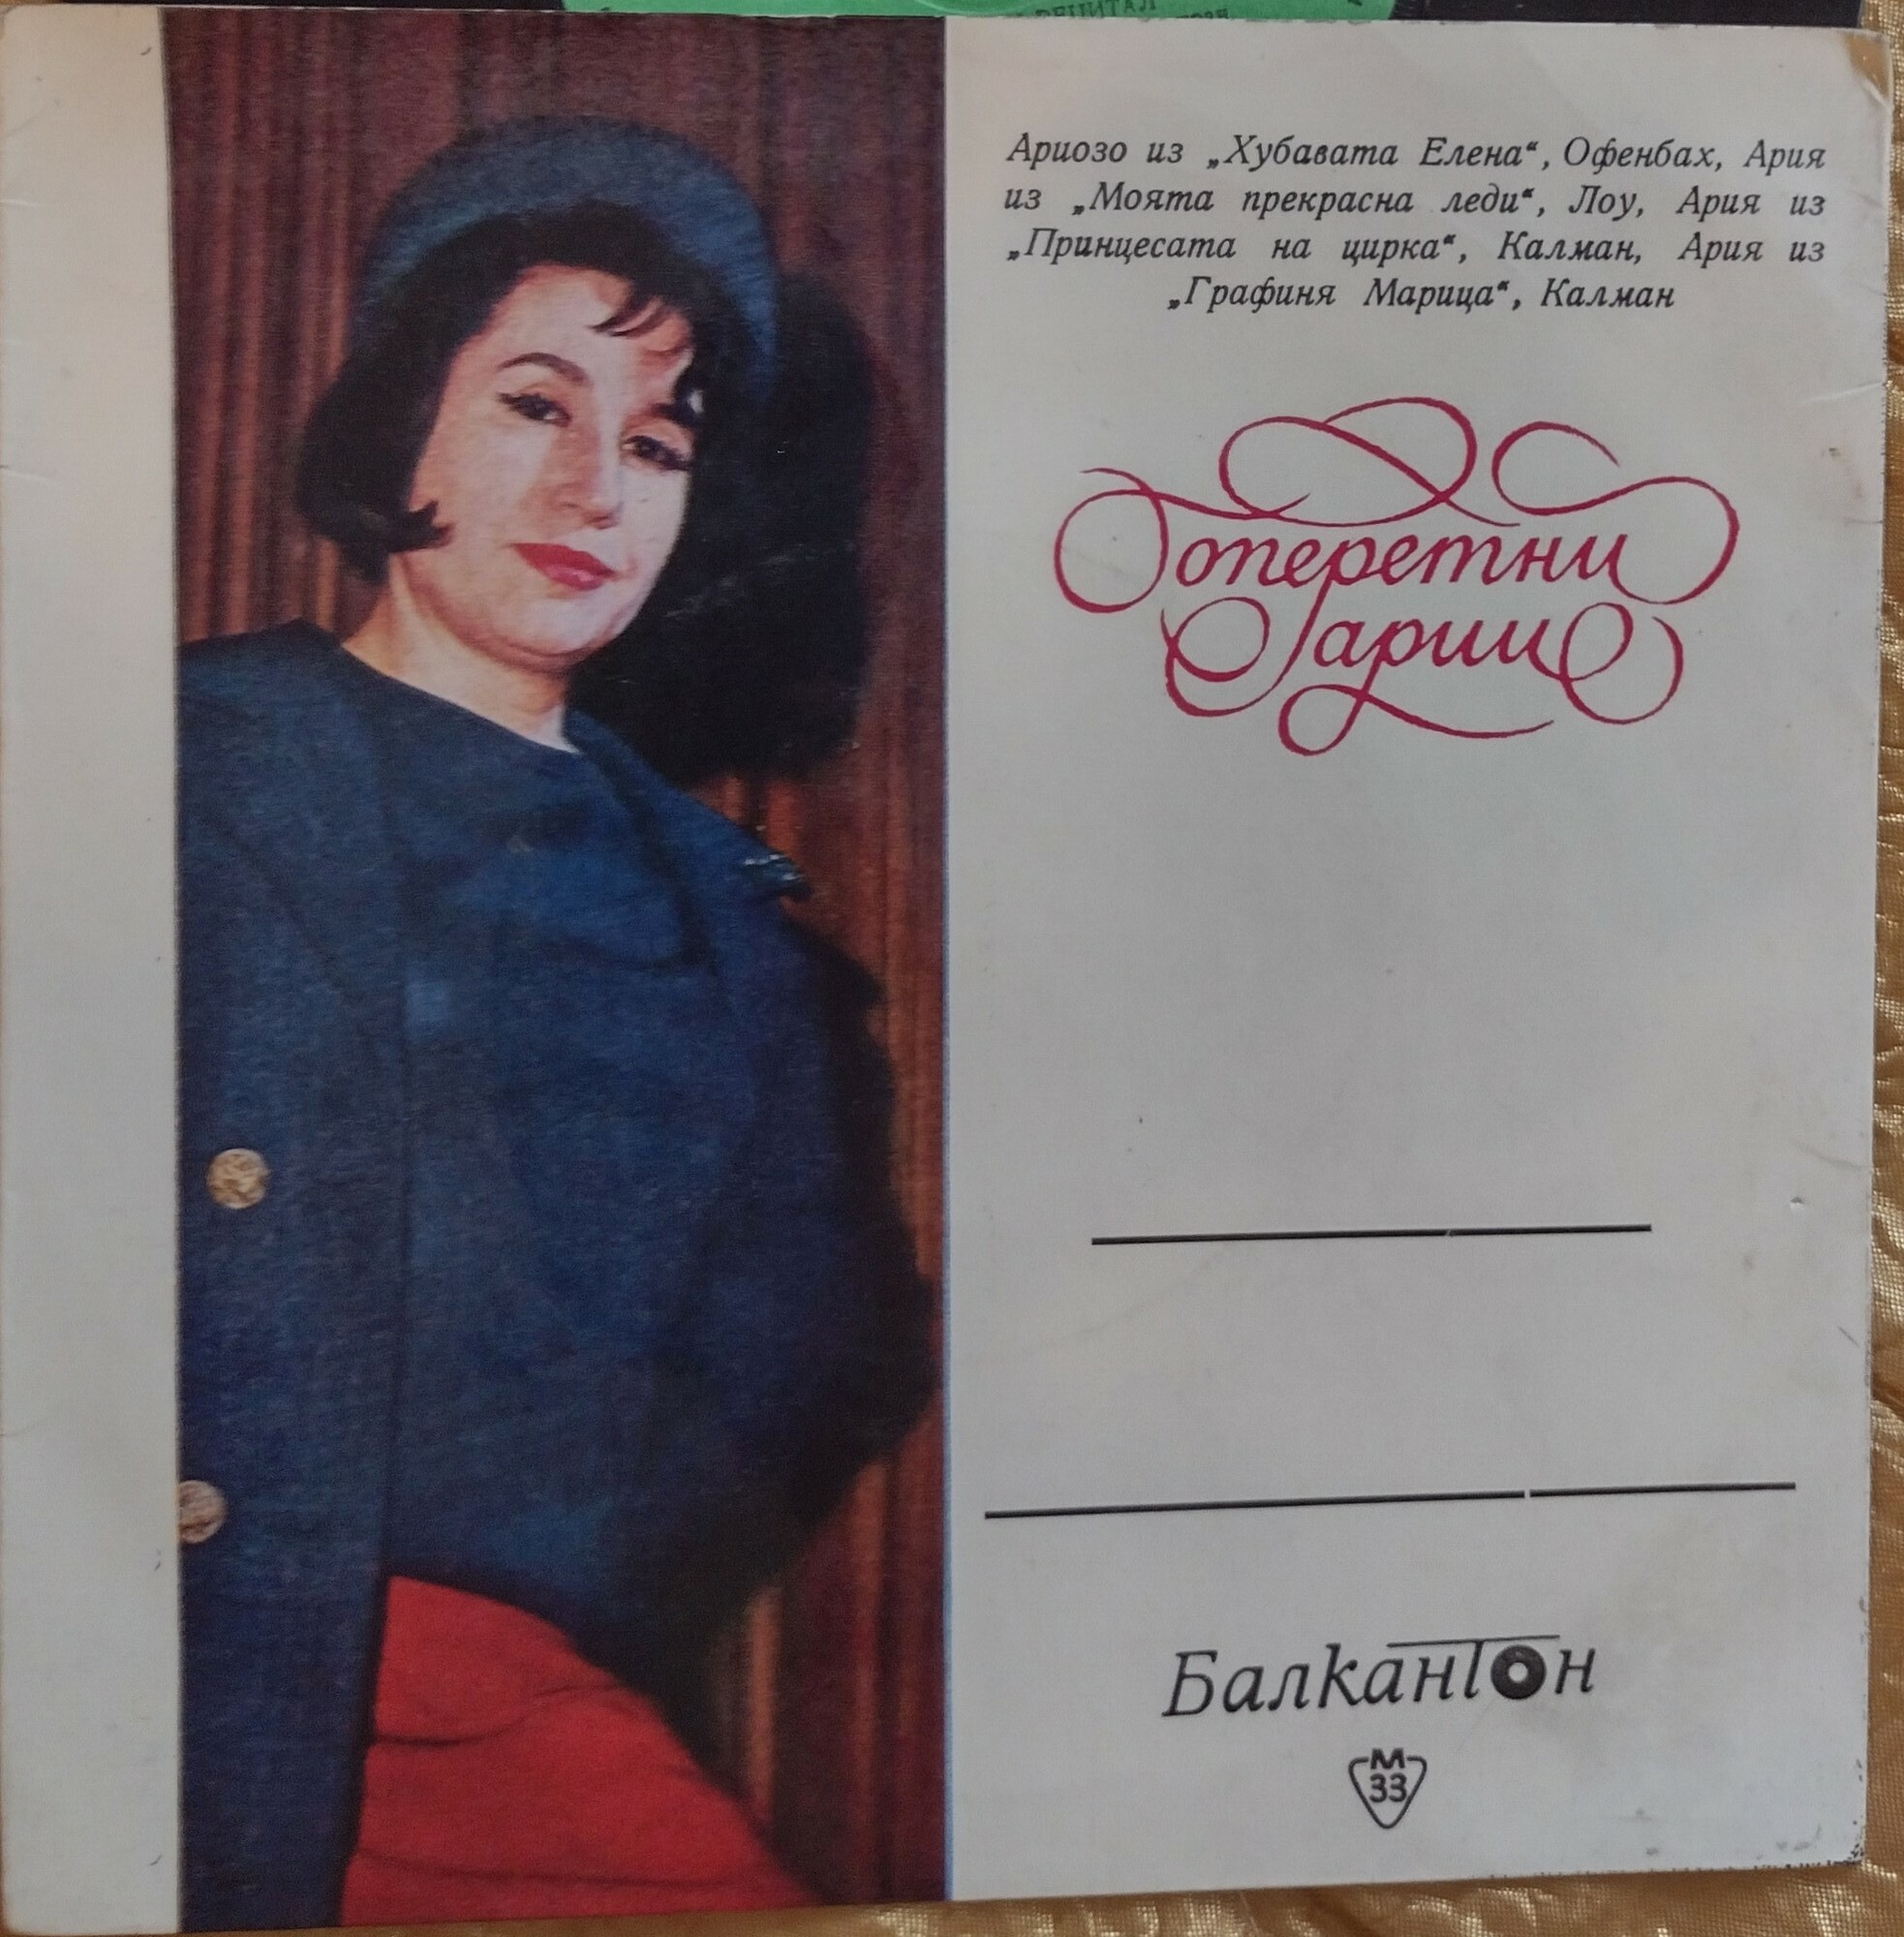 РЕЦИТАЛ
Ариозо из „Хубавата Елена“, Офенбах, Ария
из „Моята прекрасна леди“, Лоу, Ария из
„Принцесата на цирка“, Калман, Ария из
„Графиня Марица“, Калман
оперетни
арии
Балкантон
М
33